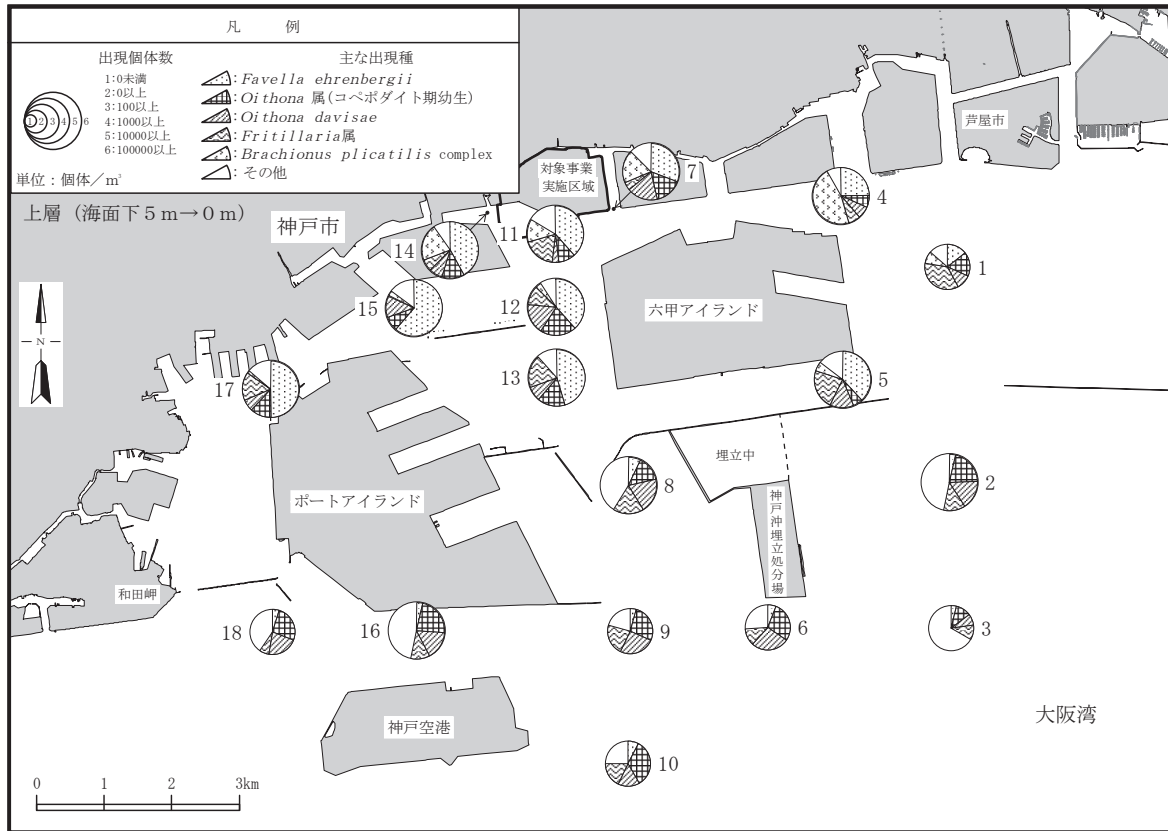 凡　例
出現個体数
1:0未満
2:0以上
3:100以上
4:1000以上
5:10000以上
6:100000以上
1 2 3 4 5 6
単位：個体／m³
主な出現種
：Favella ehrenbergii
：Oithona 属(コペポダイト期幼生)
：Oithona davisae
：Fritillaria属
：Brachionus plicatilis complex
：その他
上層（海面下５ｍ→０ｍ）
神戸市
対象事業
実施区域
芦屋市
7
4
14
11
1
N
15
12
六甲アイランド
17
13
5
8
埋立中
2
ポートアイランド
神戸沖埋立処分場
和田岬
18
16
9
6
3
神戸空港
大阪湾
10
0 1 2 3km